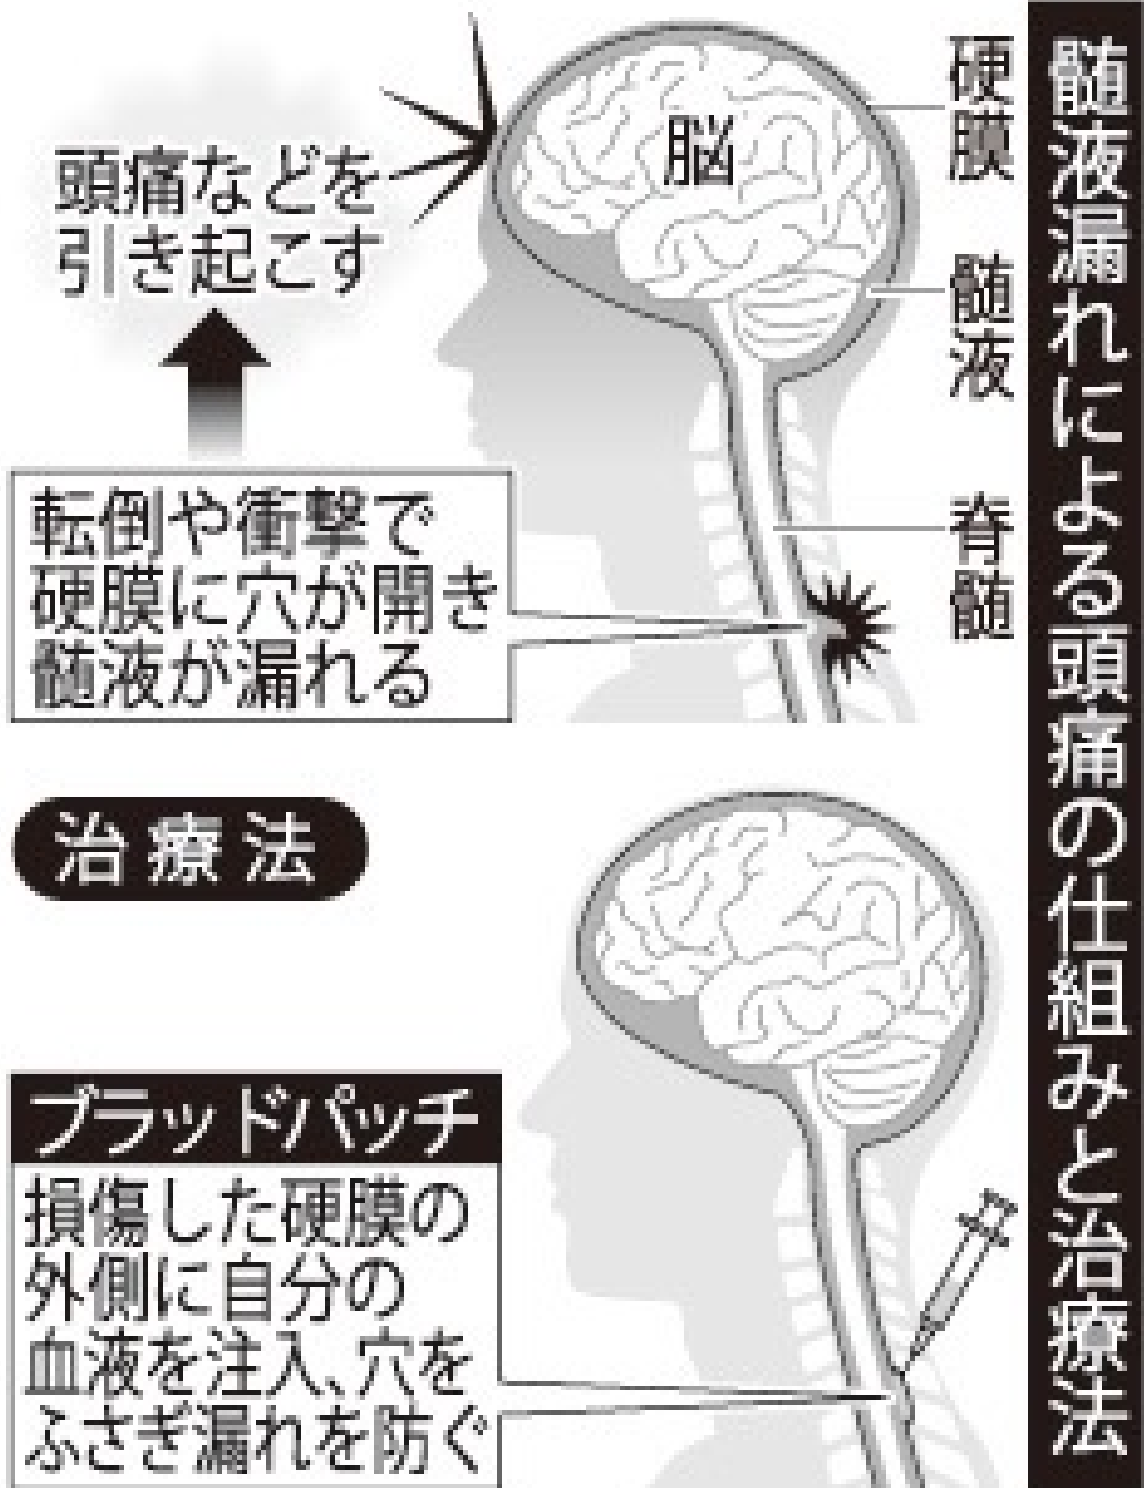 髄液漏れによる頭痛の仕組みと治療法
硬膜
髄液
脊髄
脳
頭痛などを
引き起こす
転倒や衝撃で
硬膜に穴が開き
髄液が漏れる
治療法
ブラッドパッチ
損傷した硬膜の
外側に自分の
血液を注入、穴を
ふさぎ漏れを防ぐ